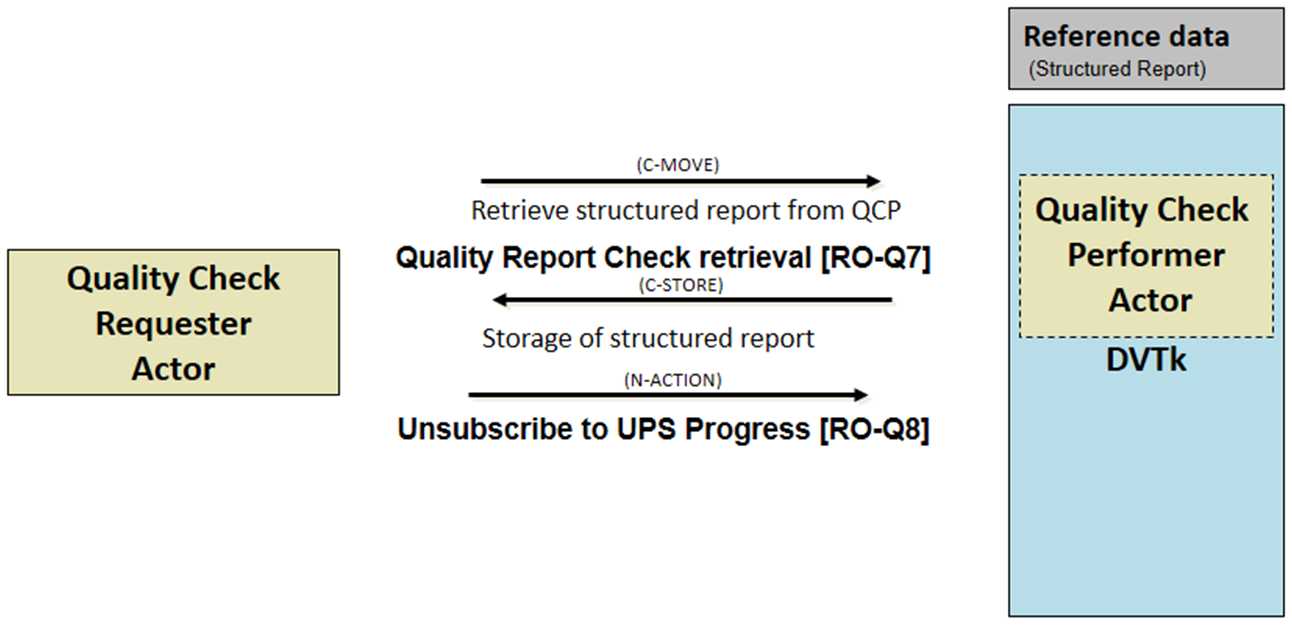 Reference data
(Structured Report)
(C-MOVE)
Retrieve structured report from QCP
Quality Report Check retrieval [RO-Q7]
(C-STORE)
Storage of structured report
(N-ACTION)
Unsubscribe to UPS Progress [RO-Q8]
Quality Check
Requester
Actor
Quality Check
Performer
Actor
DVTk